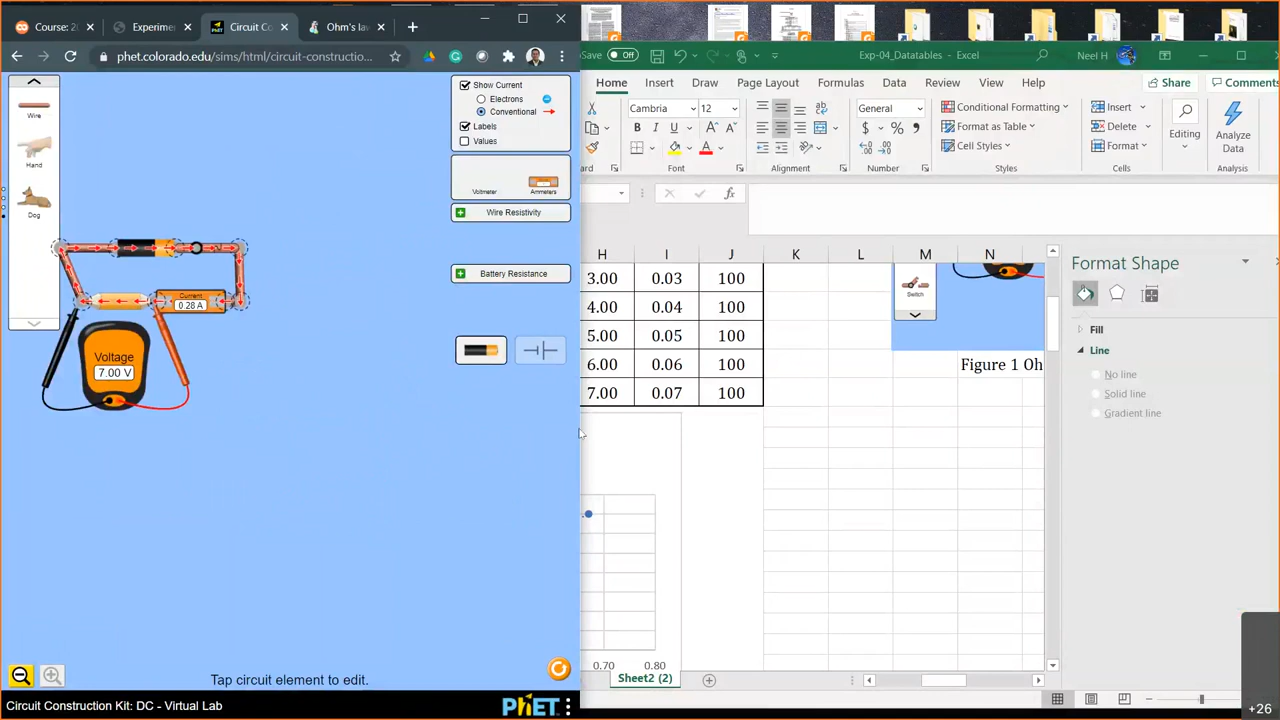 Course:
Experim
Circuit Co
Ohm's la
phet.colorado.edu/sims/html/circuit-constructio...
Wire
Hand
Dog
Show Current
Electrons
Conventional
Labels
Values
Voltmeter
Ammeters
Wire Resistivity
Battery Resistance
Current
0.28 A
Voltage
7.00 V
Tap circuit element to edit.
Circuit Construction Kit: DC - Virtual Lab
PhET
Save
Off
Exp-04_Datatables - Excel
Neel H
Home
Insert
Draw
Page Layout
Formulas
Data
Review
View
Help
Share
Comments
Cambria
12
General
Conditional Formatting
Format as Table
Cell Styles
Insert
Delete
Format
Editing
Analyze
Data
B I U
A A
$ % ,
Font
Alignment
Number
Styles
Cells
Analysis
fx
H I J K L M N
3.00 0.03 100
4.00 0.04 100
5.00 0.05 100
6.00 0.06 100
7.00 0.07 100
Switch
Figure 1 Oh
0.70 0.80
Sheet2 (2)
Format Shape
Fill
Line
No line
Solid line
Gradient line
+26